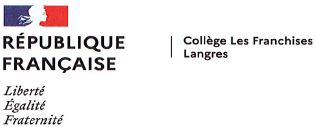 RÉPUBLIQUE
FRANÇAISE
Liberté
Égalité
Fraternité
Collège Les Franchises
Langres